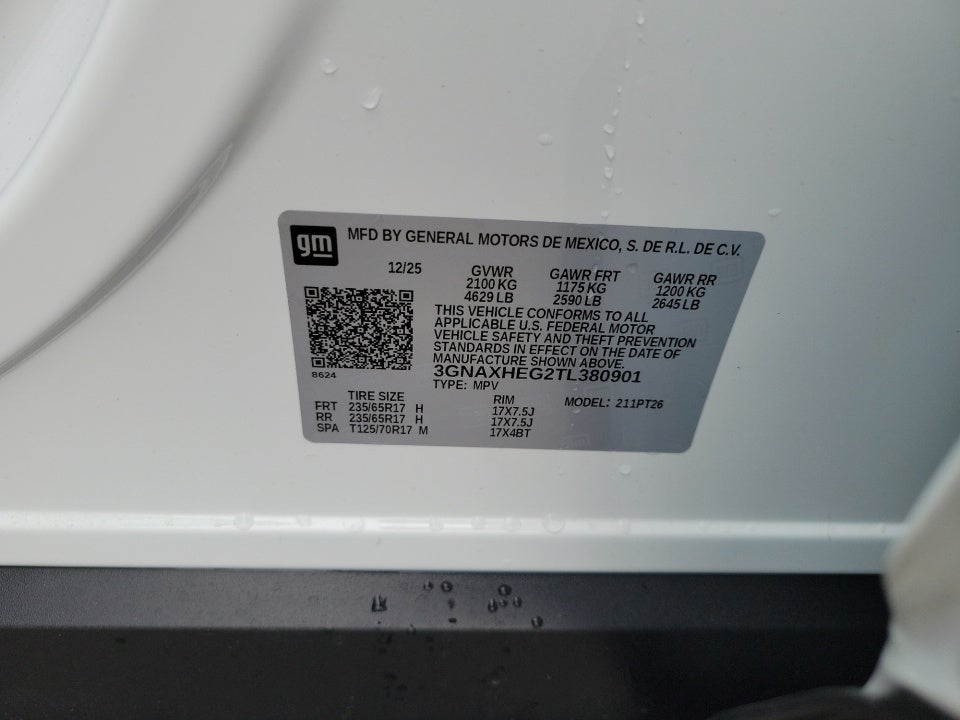 gm MFD BY GENERAL MOTORS DE MEXICO, S. DE R.L. DE C.V.
12/25 GVWR GAWR FRT GAWR RR
2100 KG 1175 KG 1200 KG
4629 LB 2590 LB 2645 LB
THIS VEHICLE CONFORMS TO ALL
APPLICABLE U.S. FEDERAL MOTOR
VEHICLE SAFETY AND THEFT PREVENTION
STANDARDS IN EFFECT ON THE DATE OF
MANUFACTURE SHOWN ABOVE.
8624 3GNAXHEG2TL380901
TYPE: MPV
TIRE SIZE RIM MODEL: 211PT26
FRT 235/65R17 H 17X7.5J
RR 235/65R17 H 17X7.5J
SPA T125/70R17 M 17X4BT